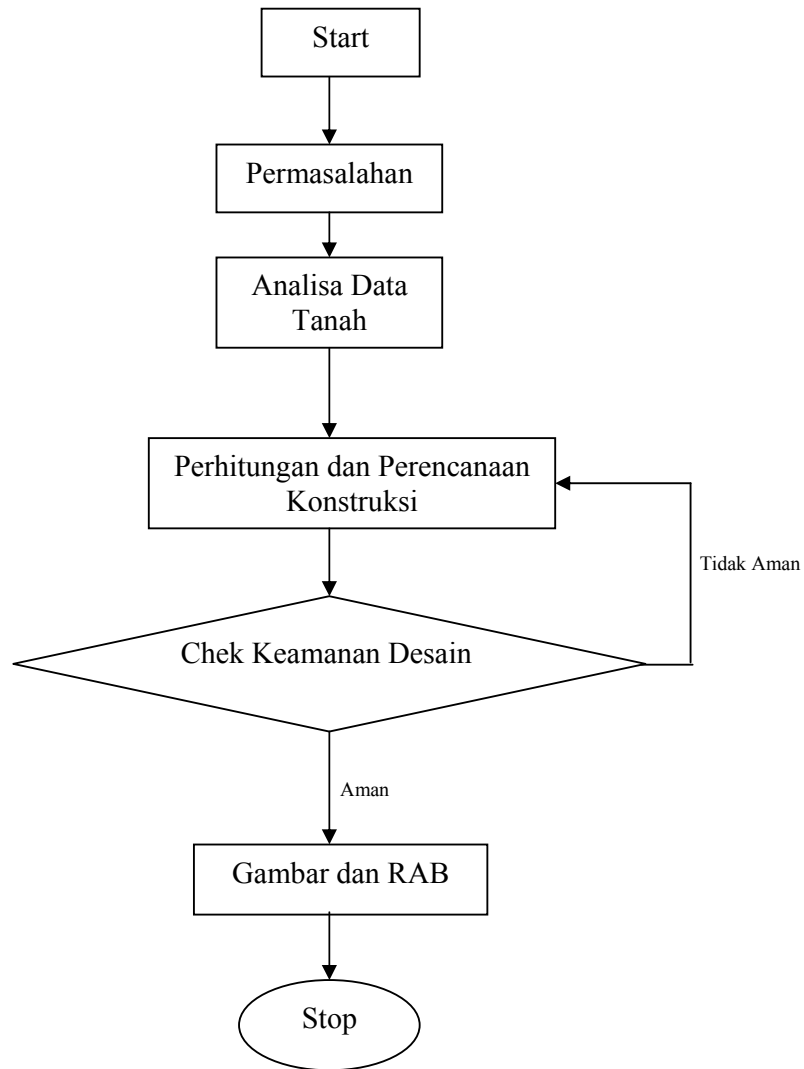 Start
Permasalahan
Analisa Data
Tanah
Perhitungan dan Perencanaan
Konstruksi
Tidak Aman
Chek Keamanan Desain
Aman
Gambar dan RAB
Stop